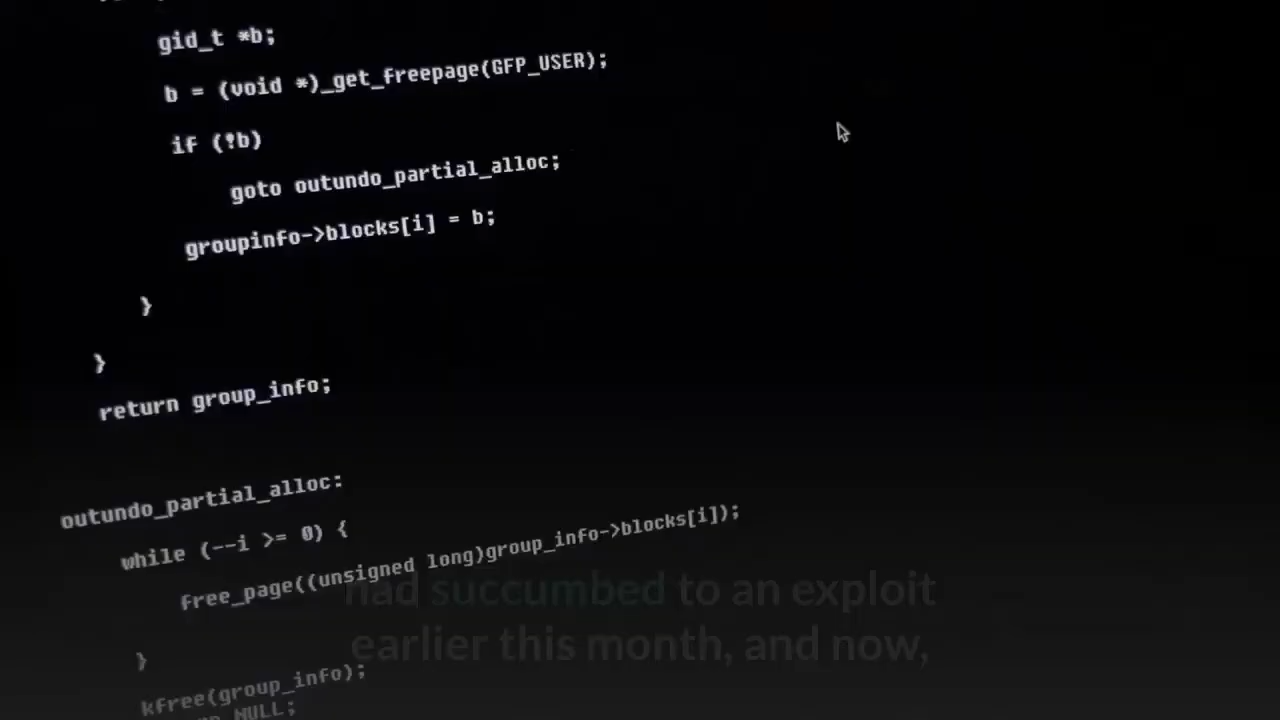 gid_t *b;
b = (void *)_get_freepage(GFP_USER);
if (!b)
goto outundo_partial_alloc;
groupinfo->blocks[i] = b;
}
}
return group_info;
outundo_partial_alloc:
while (--i >= 0) {
free_page((unsigned long)group_info->blocks[i]);
}
kfree(group_info);
NULL;
had succumbed to an exploit
earlier this month, and now,